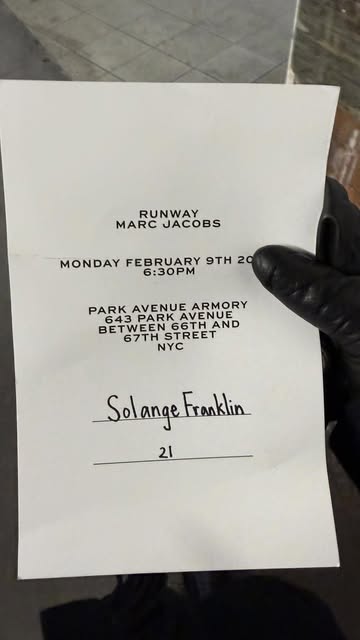 RUNWAY
MARC JACOBS
MONDAY FEBRUARY 9TH 20
6:30PM
PARK AVENUE ARMORY
643 PARK AVENUE
BETWEEN 66TH AND
67TH STREET
NYC
Solange Franklin
21